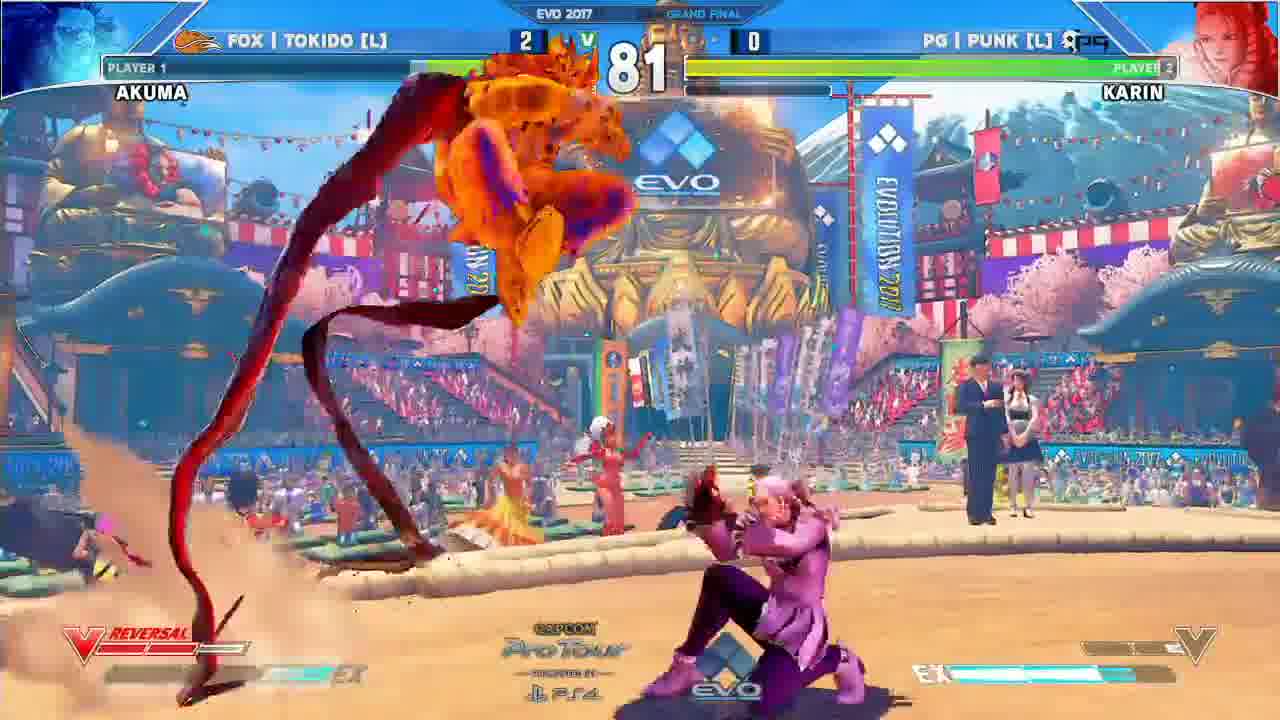 EVO 2017
GRAND FINAL
FOX | TOKIDO [L]
2
V
81
0
PG | PUNK [L]
PLAYER 1
PLAYER 2
AKUMA
KARIN
EVO
EVOLUTION 2017
REVERSAL
EX
CAPCOM
Pro Tour
PS4
EVO
EX
V